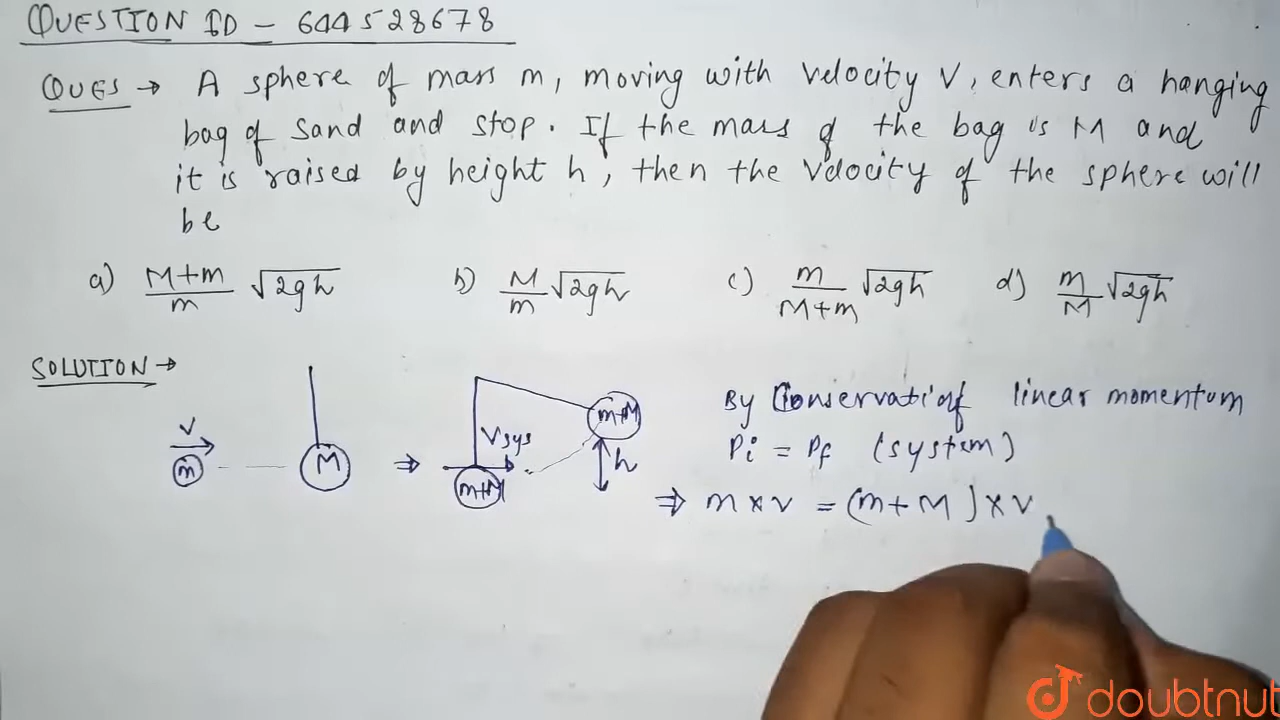 QUESTION ID - 644528678
QUES → A sphere of mass m, moving with velocity V, enters a hanging
bag of sand and stop. If the mass of the bag is M and
it is raised by height h, then the velocity of the sphere will
be
a) M+m/m √2gh b) M/m √2gh c) m/M+m √2gh d) m/M √2gh
SOLUTION →
V
m
M
⇒
Vsys
m+M
m+M
h
By Conservation of linear momentum
Pi = Pf (system)
⇒ m × v = (m+M) × v
doubtnut